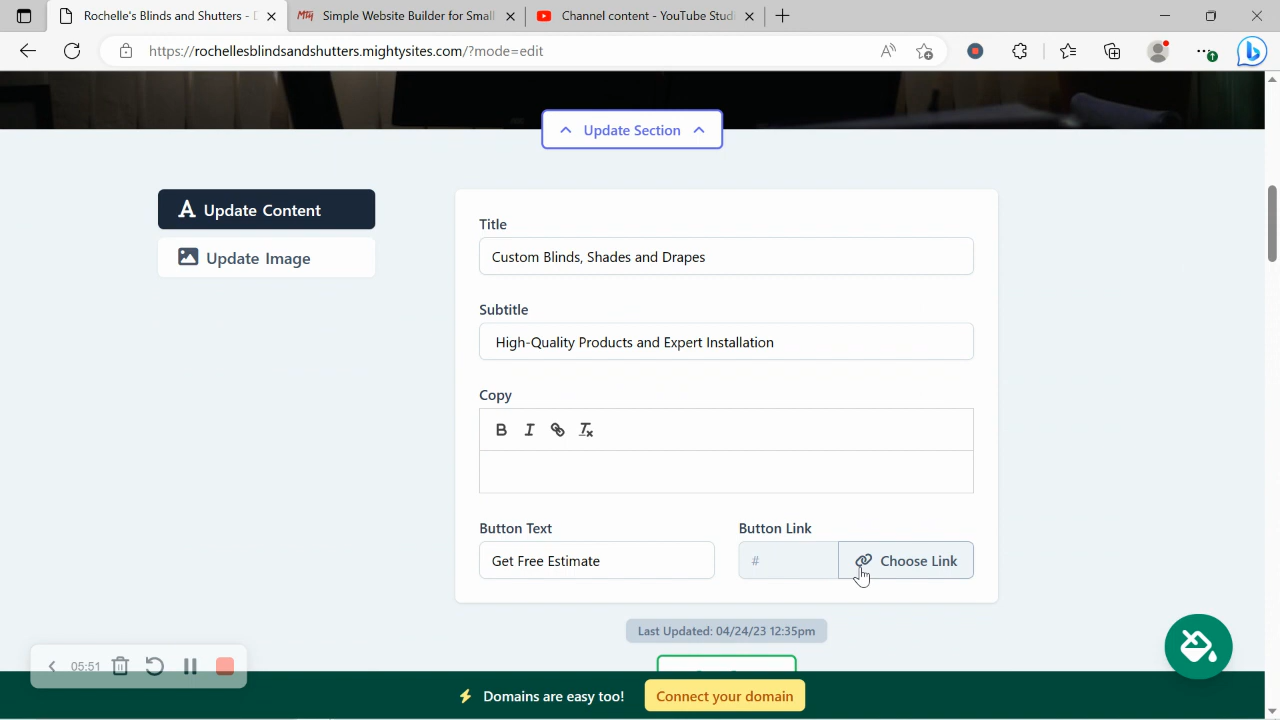 Rochelle's Blinds and Shutters - D
Simple Website Builder for Small
Channel content - YouTube Stud
https://rochellesblindsandshutters.mightysites.com/?mode=edit
Update Section
Update Content
Update Image
Title
Custom Blinds, Shades and Drapes
Subtitle
High-Quality Products and Expert Installation
Copy
Button Text
Button Link
Get Free Estimate
#
Choose Link
Last Updated: 04/24/23 12:35pm
05:51
Domains are easy too!
Connect your domain